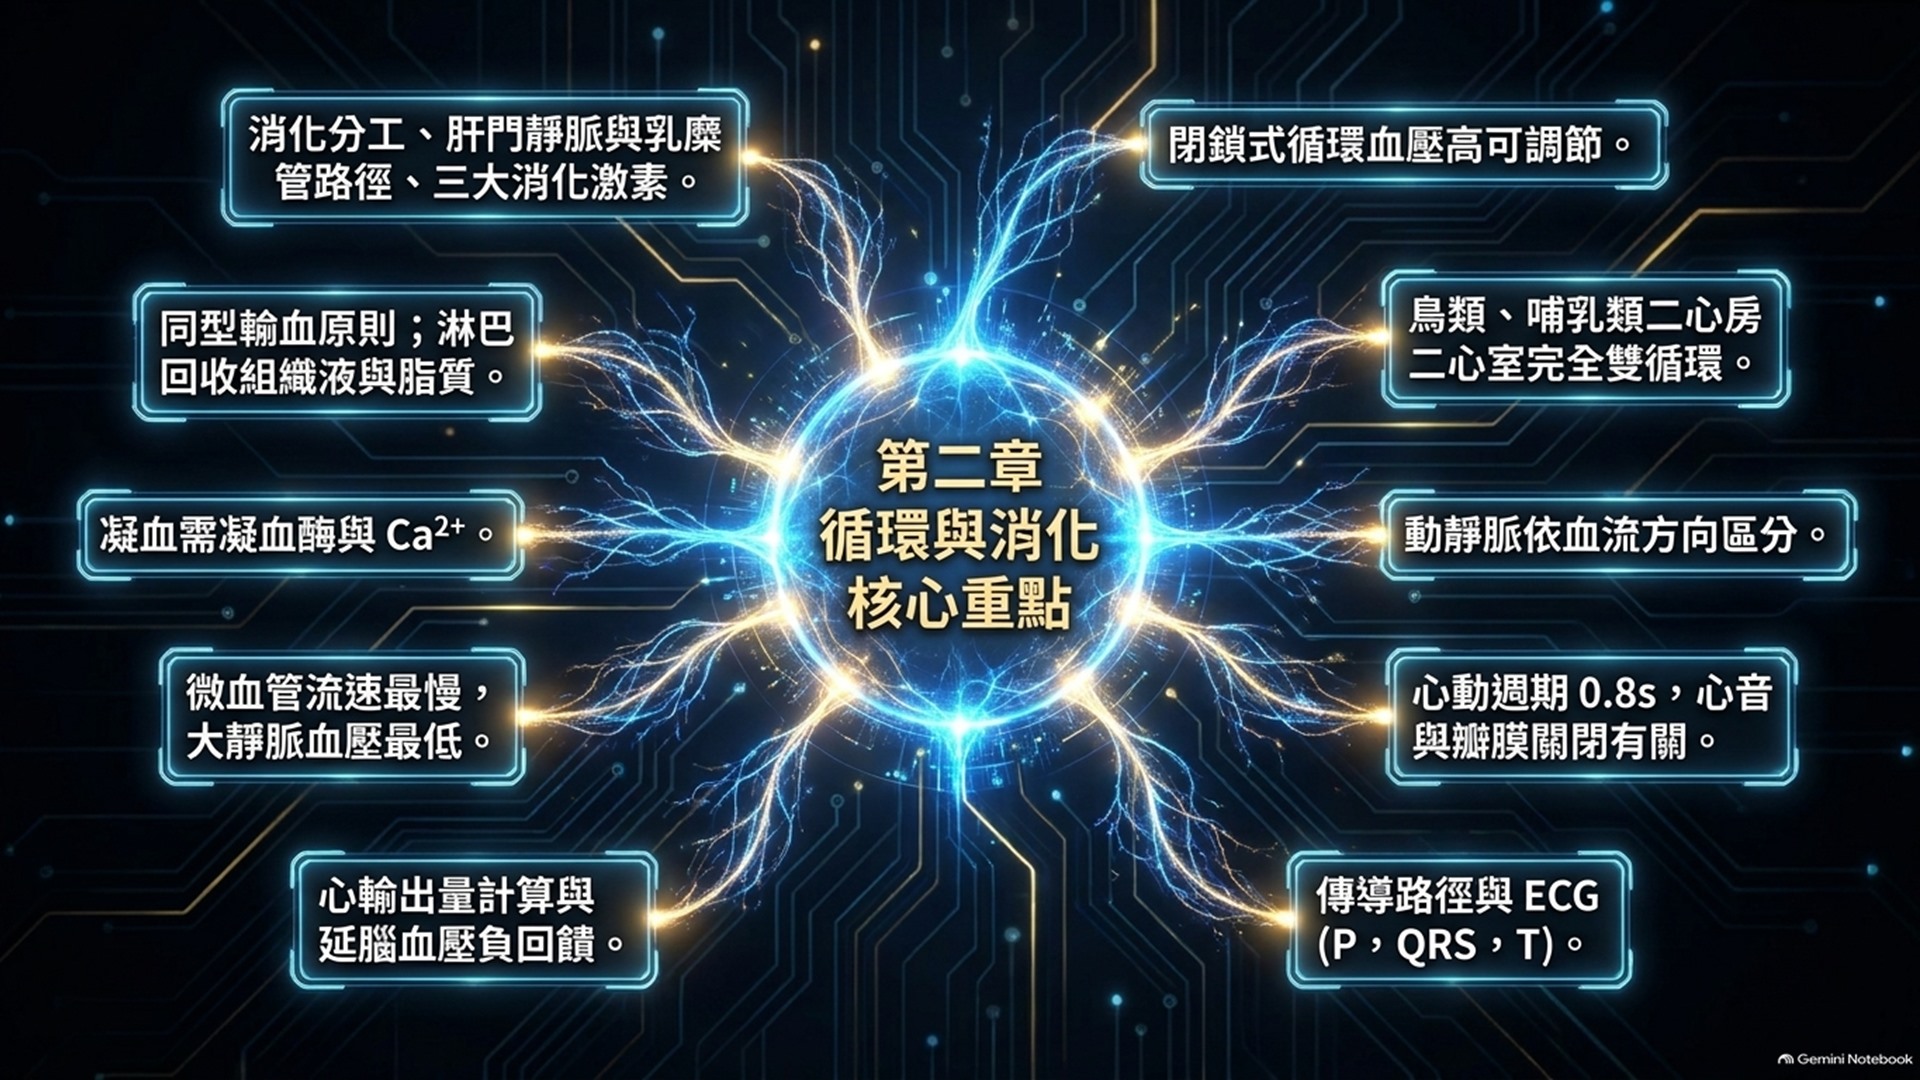 第二章
循環與消化
核心重點
閉鎖式循環血壓高可調節。
鳥類、哺乳類二心房
二心室完全雙循環。
動靜脈依血流方向區分。
心動週期 0.8s，心音
與瓣膜關閉有關。
傳導路徑與 ECG
(P，QRS，T)。
心輸出量計算與
延腦血壓負回饋。
微血管流速最慢，
大靜脈血壓最低。
凝血需凝血酶與 Ca²⁺。
同型輸血原則；淋巴
回收組織液與脂質。
消化分工、肝門靜脈與乳糜
管路徑、三大消化激素。
Gemini Notebook